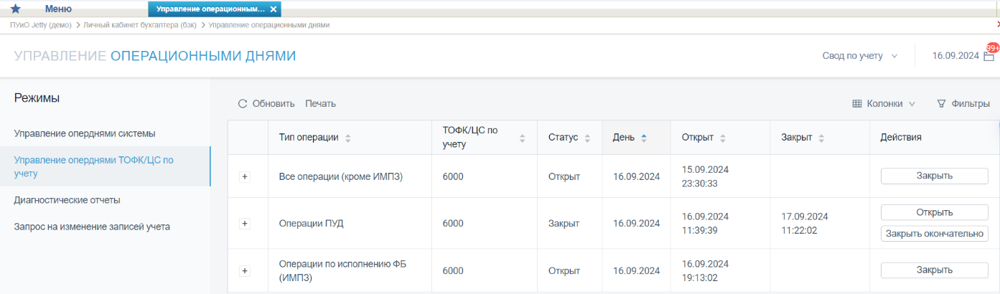 Меню
Управление операционным... ×
ПУиО Jetty (демо) > Личный кабинет бухгалтера (бэк) > Управление операционными днями
УПРАВЛЕНИЕ ОПЕРАЦИОННЫМИ ДНЯМИ
Свод по учету
16.09.2024
99+
Режимы
Управление опердnями системы
Управление опердднями ТОФК/ЦС по
учету
Диагностические отчеты
Запрос на изменение записей учета
Обновить Печать
Колонки
Фильтры
Тип операции
ТОФК/ЦС по
учету
Статус
День
Открыт
Закрыт
Действия
+
Все операции (кроме ИМПЗ)
6000
Открыт
16.09.2024
15.09.2024
23:30:33
Закрыть
+
Операции ПУД
6000
Закрыт
16.09.2024
16.09.2024
11:39:39
17.09.2024
11:22:02
Открыть
Закрыть окончательно
+
Операции по исполнению ФБ
(ИМПЗ)
6000
Открыт
16.09.2024
16.09.2024
19:13:02
Закрыть